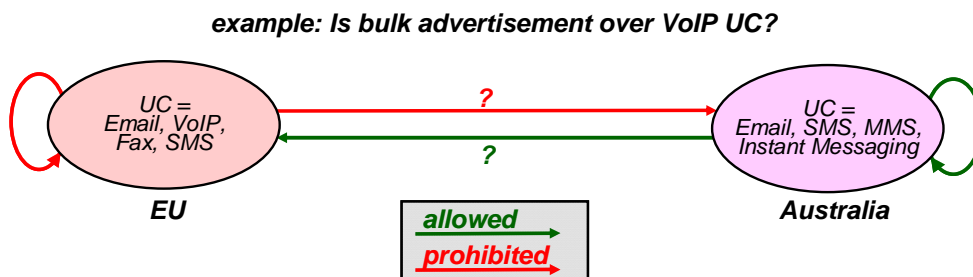 example: Is bulk advertisement over VoIP UC?
UC =
Email, VoIP,
Fax, SMS
EU
?
?
UC =
Email, SMS, MMS,
Instant Messaging
Australia
allowed
prohibited